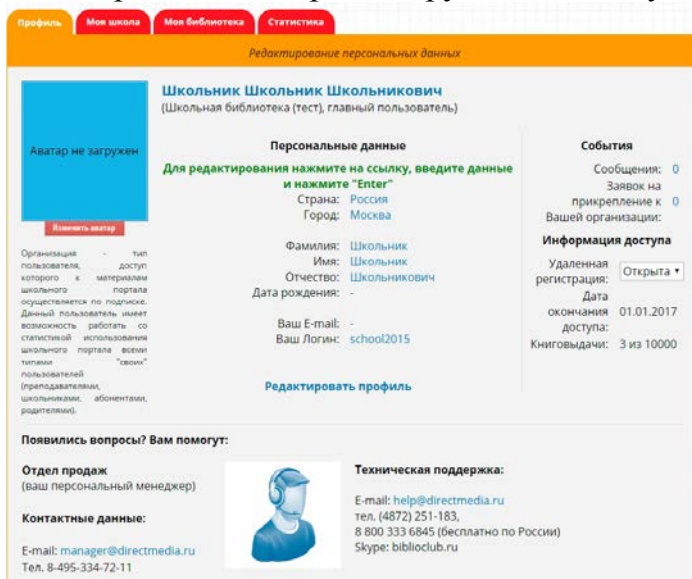 Профиль
Моя школа
Моя библиотека
Статистика
Редактирование персональных данных
Аватар не загружен
Изменить аватар
Организация - тип
пользователя, доступ
которого к материалам
школьного портала
осуществляется по подписке.
Данный пользователь имеет
возможность работать со
статистикой использования
школьного портала всеми
типами "своих"
пользователей
(преподавателями,
школьниками, абонентами,
родителями).
Школьник Школьник Школьникович
(Школьная библиотека (тест), главный пользователь)
Персональные данные
Для редактирования нажмите на ссылку, введите данные
и нажмите "Enter"
Страна: Россия
Город: Москва
Фамилия: Школьник
Имя: Школьник
Отчество: Школьникович
Дата рождения: -
Ваш E-mail: -
Ваш Логин: school2015
Редактировать профиль
События
Сообщения: 0
Заявок на
прикрепление к 0
Вашей организации:
Информация доступа
Удаленная
регистрация: Открыта
Дата
окончания 01.01.2017
доступа:
Книговыдачи: 3 из 10000
Появились вопросы? Вам помогут:
Отдел продаж
(ваш персональный менеджер)
Контактные данные:
E-mail: manager@directmedia.ru
Тел. 8-495-334-72-11
Техническая поддержка:
E-mail: help@directmedia.ru
тел. (4872) 251-183,
8 800 333 6845 (бесплатно по
России)
Skype: biblioclub.ru